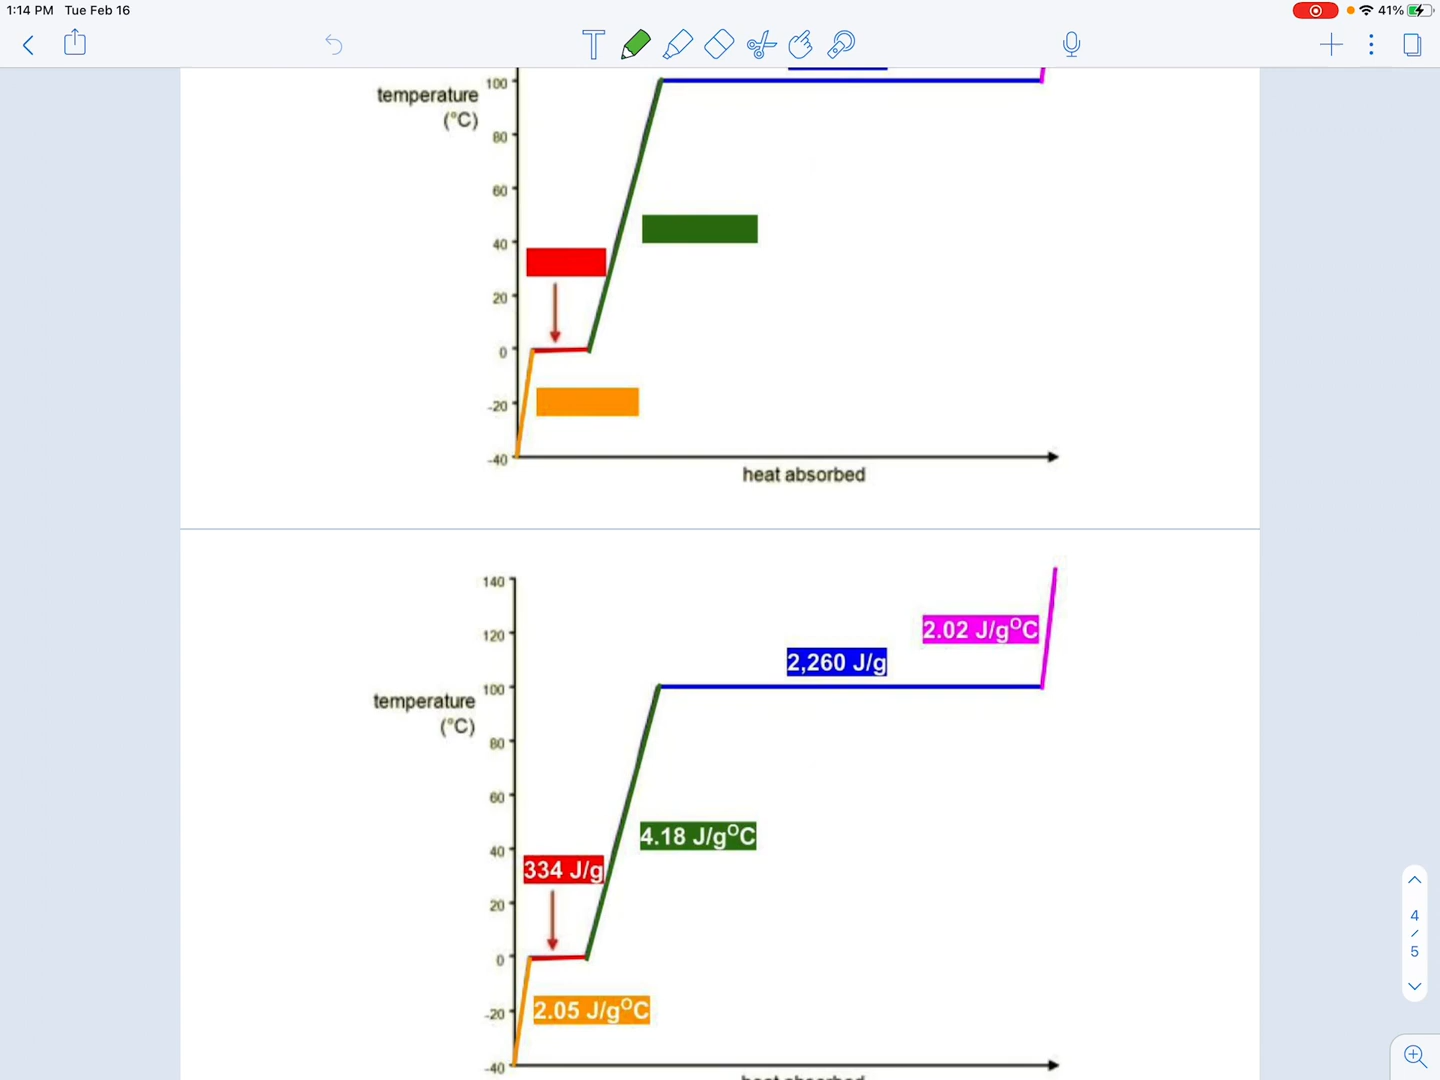 1:14 PM Tue Feb 16
41%
T
100
temperature
(°C)
80
60
40
20
0
-20
-40
heat absorbed
140
120
2.02 J/g°C
2,260 J/g
temperature
(°C)
100
80
60
4.18 J/g°C
40
334 J/g
20
0
2.05 J/g°C
-20
-40
heat absorbed
4
/
5